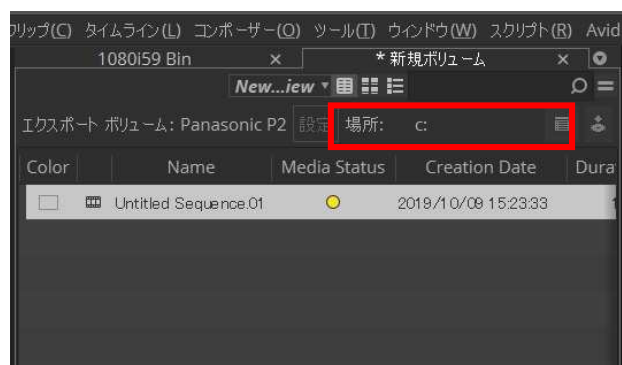 クリップ(C) タイムライン(L) コンポーザー(O) ツール(T) ウィンドウ(W) スクリプト(R) Avid
1080i59 Bin × * 新規ボリューム ×
New...iew
エクスポート ボリューム: Panasonic P2 設定 場所: c:
Color Name Media Status Creation Date Dura
Untitled Sequence.01 2019/10/09 15:23:33 1